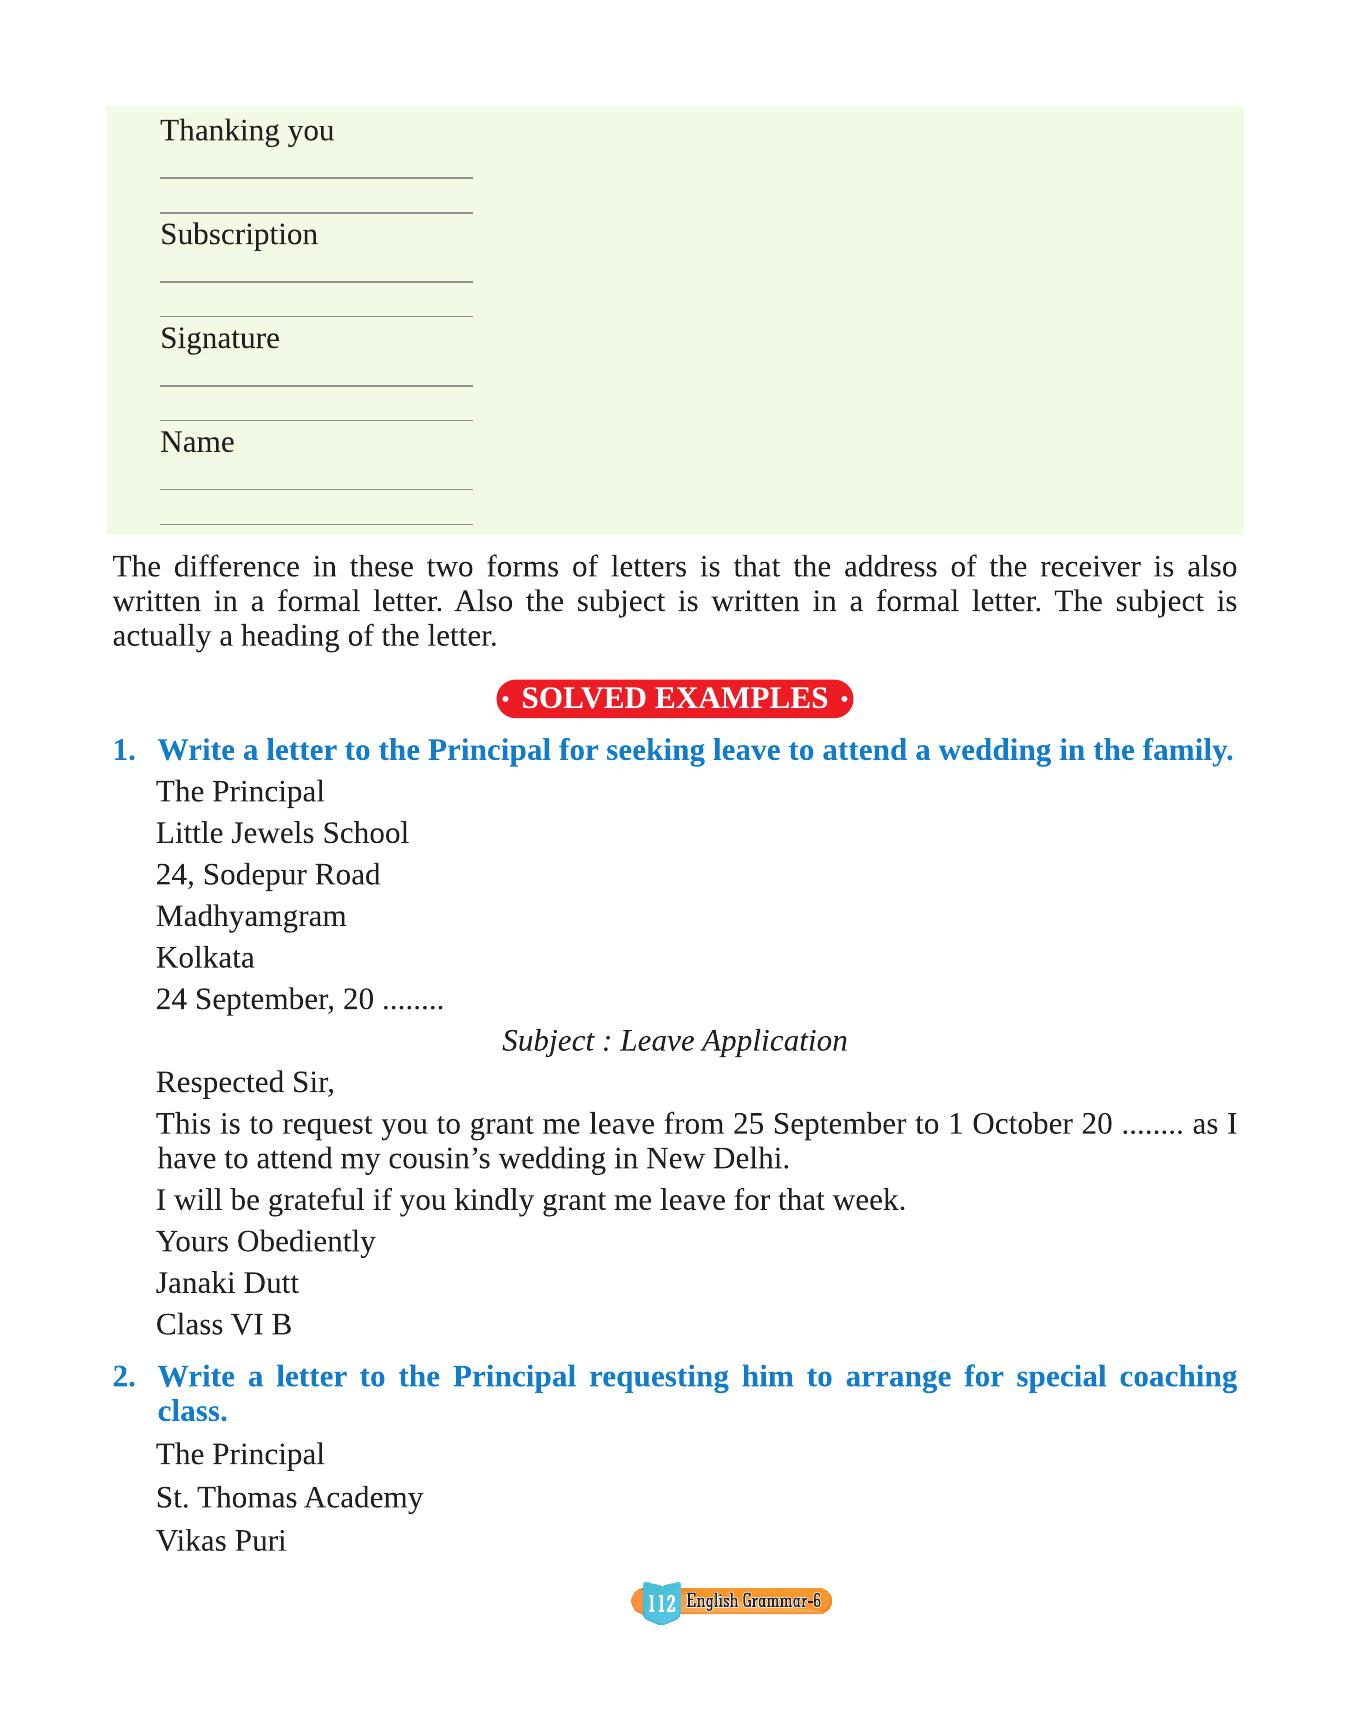 Thanking you
Subscription
Signature
Name
The difference in these two forms of letters is that the address of the receiver is also
written in a formal letter. Also the subject is written in a formal letter. The subject is
actually a heading of the letter.
• SOLVED EXAMPLES •
1. Write a letter to the Principal for seeking leave to attend a wedding in the family.
The Principal
Little Jewels School
24, Sodepur Road
Madhyamgram
Kolkata
24 September, 20 ........
Subject : Leave Application
Respected Sir,
This is to request you to grant me leave from 25 September to 1 October 20 ........ as I
have to attend my cousin’s wedding in New Delhi.
I will be grateful if you kindly grant me leave for that week.
Yours Obediently
Janaki Dutt
Class VI B
2. Write a letter to the Principal requesting him to arrange for special coaching
class.
The Principal
St. Thomas Academy
Vikas Puri
112 English Grammar-6